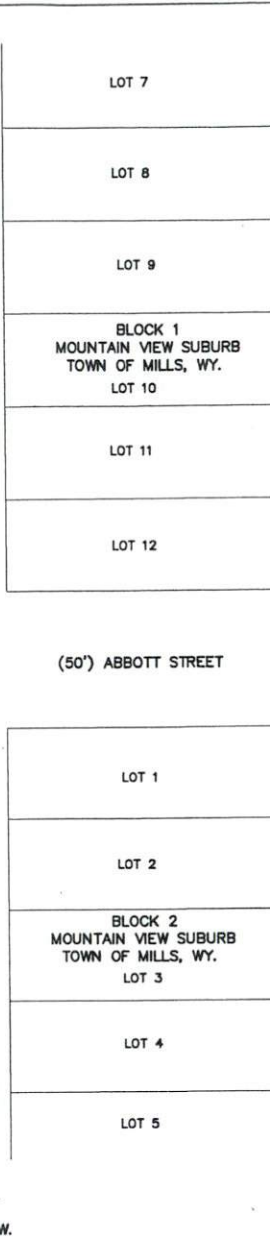 LOT 7
LOT 8
LOT 9
BLOCK 1
MOUNTAIN VIEW SUBURB
TOWN OF MILLS, WY.
LOT 10
LOT 11
LOT 12
(50') ABBOTT STREET
LOT 1
LOT 2
BLOCK 2
MOUNTAIN VIEW SUBURB
TOWN OF MILLS, WY.
LOT 3
LOT 4
LOT 5
W.